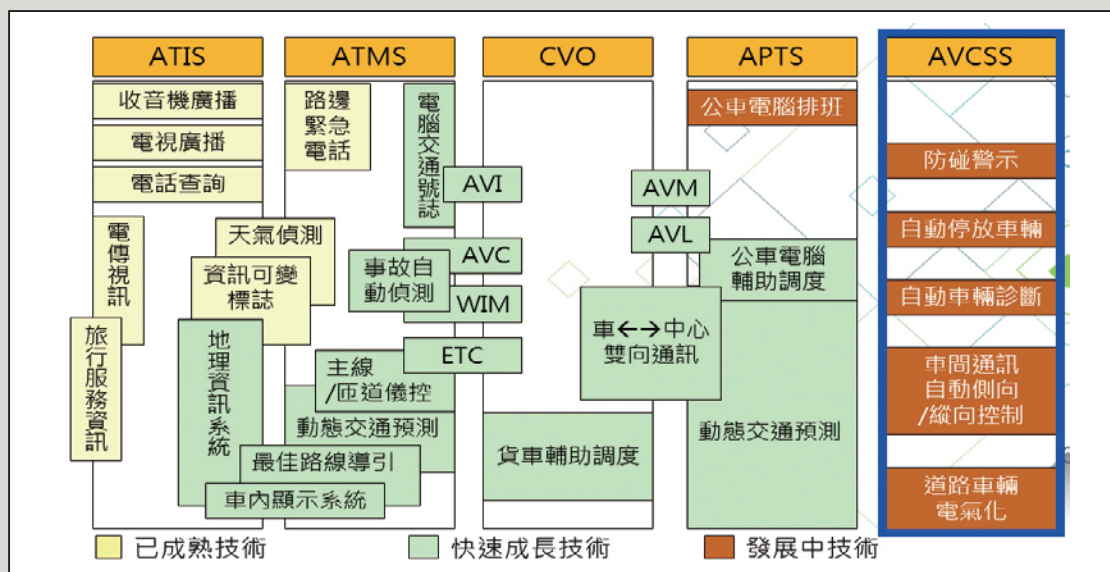 ATIS
收音機廣播
電視廣播
電話查詢
電傳視訊
旅行服務資訊
天氣偵測
資訊可變
標誌
地理資訊系統
ATMS
路邊
緊急
電話
電腦交通號誌
事故自
動偵測
主線
/匝道儀控
動態交通預測
最佳路線導引
車內顯示系統
AVI
AVC
WIM
ETC
CVO
貨車輔助調度
車←→中心
雙向通訊
AVM
AVL
APTS
公車電腦排班
公車電腦
輔助調度
動態交通預測
AVCSS
防碰警示
自動停放車輛
自動車輛診斷
車間通訊
自動側向
/縱向控制
道路車輛
電氣化
已成熟技術
快速成長技術
發展中技術